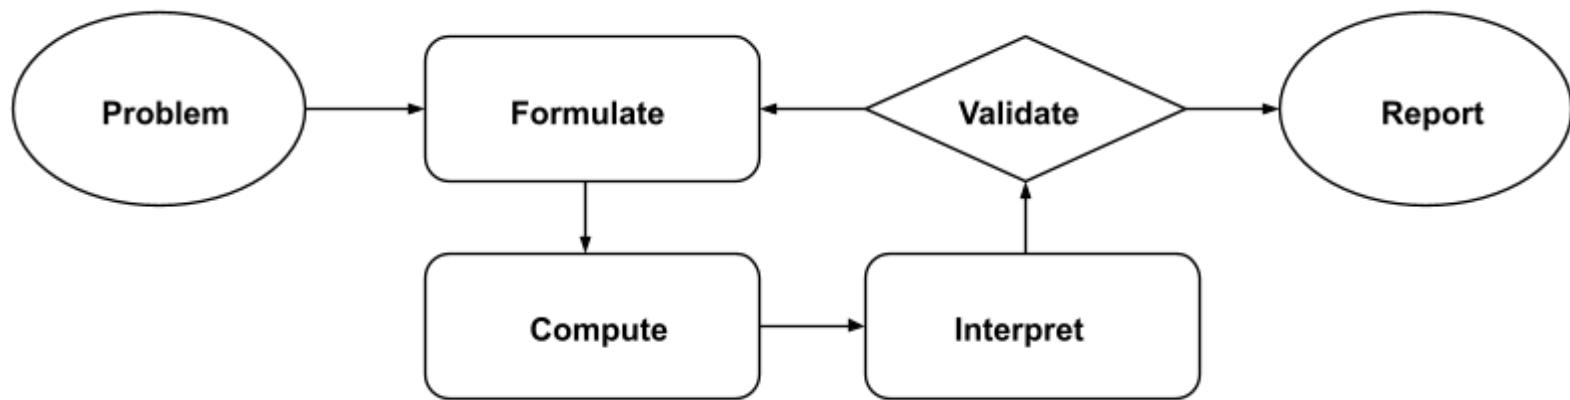 Problem
Formulate
Validate
Report
Compute
Interpret